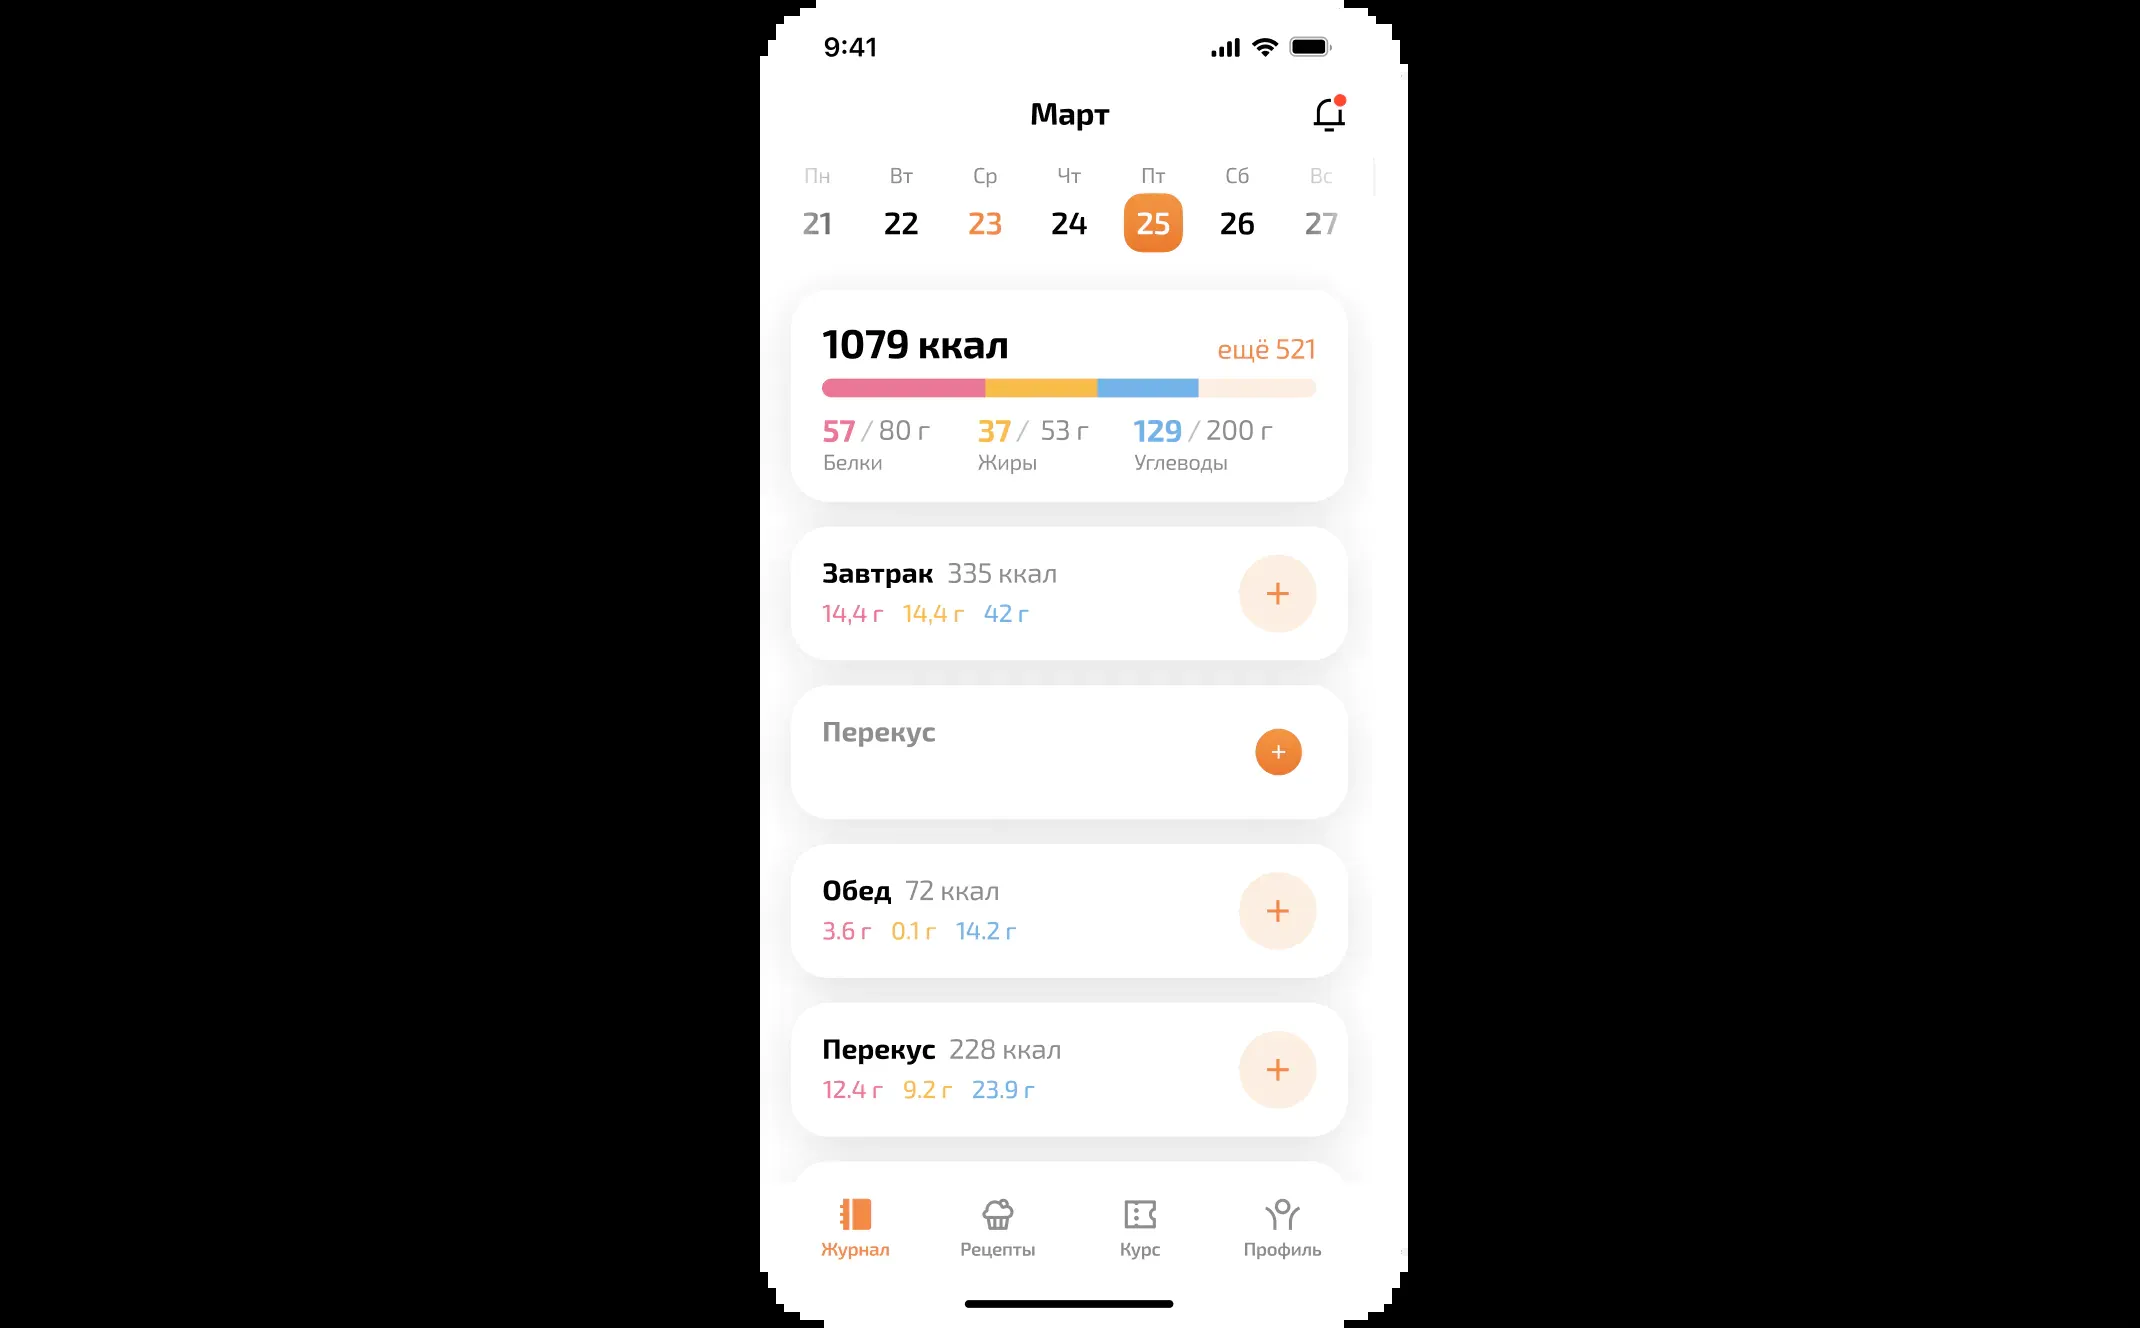 9:41
Март
Пн Вт Ср Чт Пт Сб Вс
21 22 23 24 25 26 27
1079 ккал ещё 521
57 / 80 г 37 / 53 г 129 / 200 г
Белки Жиры Углеводы
Завтрак 335 ккал
14,4 г 14,4 г 42 г
+
Перекус
+
Обед 72 ккал
3.6 г 0.1 г 14.2 г
+
Перекус 228 ккал
12.4 г 9.2 г 23.9 г
+
Журнал Рецепты Курс Профиль